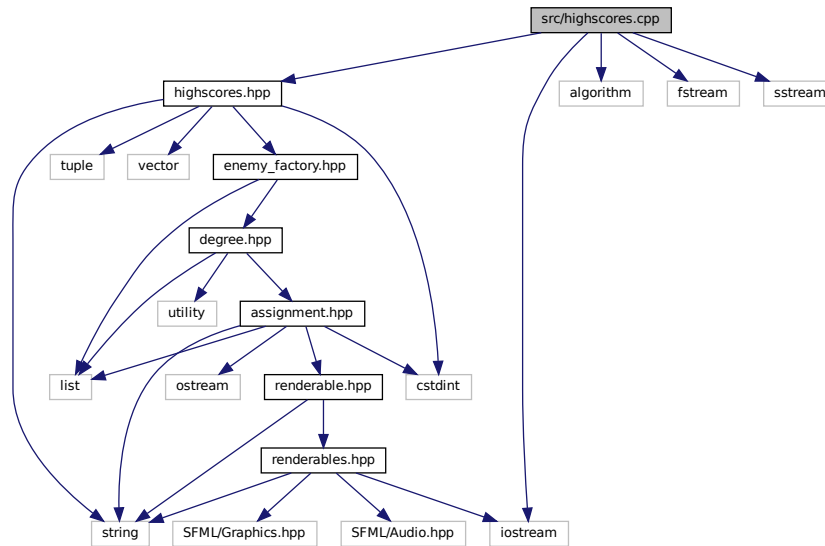 src/highscores.cpp
highscores.hpp
algorithm
fstream
sstream
tuple
vector
enemy_factory.hpp
degree.hpp
utility
assignment.hpp
list
ostream
renderable.hpp
cstdint
renderables.hpp
string
SFML/Graphics.hpp
SFML/Audio.hpp
iostream